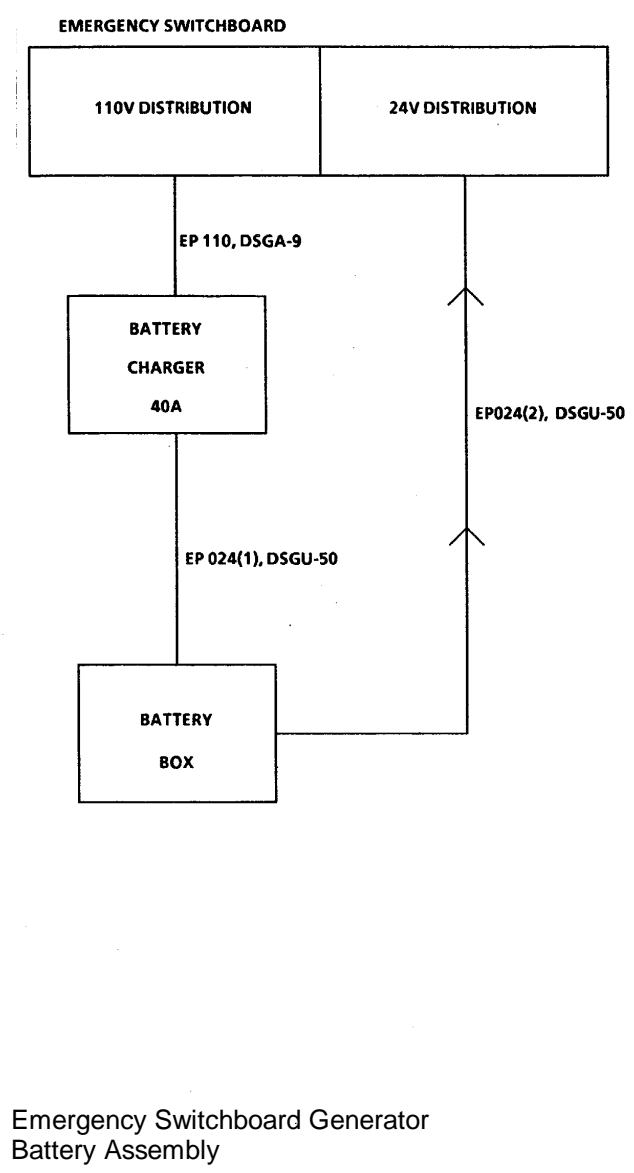 EMERGENCY SWITCHBOARD
110V DISTRIBUTION
24V DISTRIBUTION
EP 110, DSGA-9
BATTERY
CHARGER
40A
EP024(2), DSGU-50
EP 024(1), DSGU-50
BATTERY
BOX
Emergency Switchboard Generator
Battery Assembly